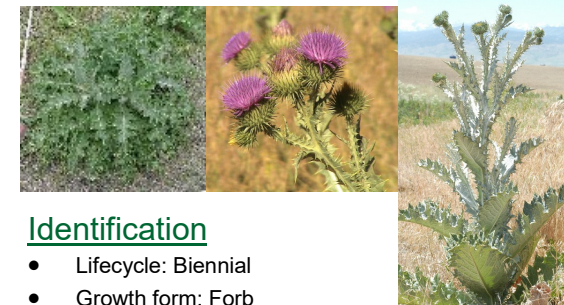 Identification
● Lifecycle: Biennial
● Growth form: Forb